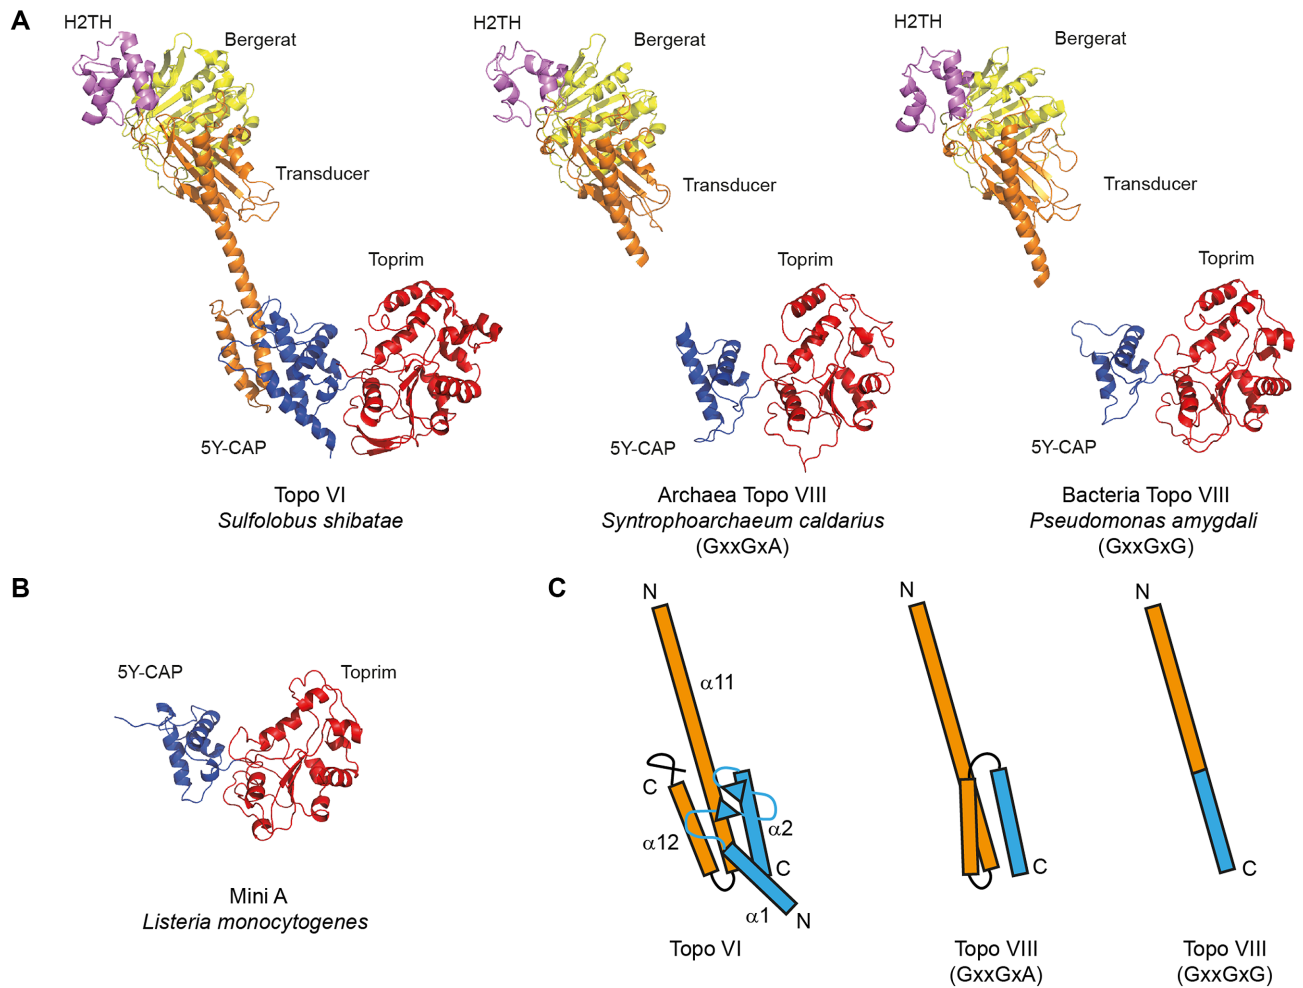 A
H2TH
Bergerat
Transducer
Toprim
5Y-CAP
Topo VI
Sulfolobus shibatae
H2TH
Bergerat
Transducer
Toprim
5Y-CAP
Archaea Topo VIII
Syntrophoarchaeum caldarius
(GxxGxA)
H2TH
Bergerat
Transducer
Toprim
5Y-CAP
Bacteria Topo VIII
Pseudomonas amygdali
(GxxGxG)
B
5Y-CAP
Toprim
Mini A
Listeria monocytogenes
C
N
α11
C
α12
α2
C
α1
N
Topo VI
N
C
Topo VIII
(GxxGxA)
N
C
Topo VIII
(GxxGxG)